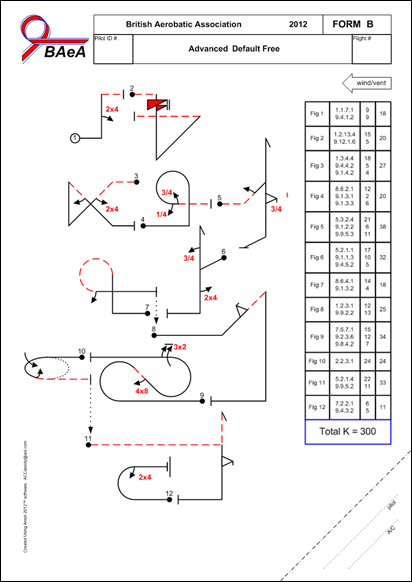 BAeA
British Aerobatic Association 2012 FORM B
Pilot ID #
Advanced Default Free
Flight #
wind/vent
1
2x4
2
3
2x4
4
3/4
1/4
5
3/4
4
3/4
6
2x4
7
8
3x2
10
4x8
9
11
2x4
12
Fig 1 1.1.7.1 9 18
9.4.1.2 9
Fig 2 1.2.13.4 15 20
9.12.1.6 5
Fig 3 1.3.4.4 18 27
9.4.4.2 5
9.1.4.2 4
Fig 4 8.6.2.1 12 20
9.1.3.1 2
9.1.3.3 6
Fig 5 5.3.2.4 21 38
9.1.2.2 6
9.9.5.3 11
Fig 6 5.2.1.1 17 32
9.1.1.3 10
9.4.5.2 5
Fig 7 8.6.4.1 14 18
9.1.3.2 4
Fig 8 1.2.3.1 12 25
9.9.2.2 13
Fig 9 7.5.7.1 15 34
9.2.3.6 12
9.8.4.2 7
Fig 10 2.2.3.1 24 24
Fig 11 5.2.1.4 22 33
9.9.5.2 11
Fig 12 7.2.2.1 6 11
9.4.3.2 5
Total K = 300
pilot
A/C
Created Using Aresti 2012™ software